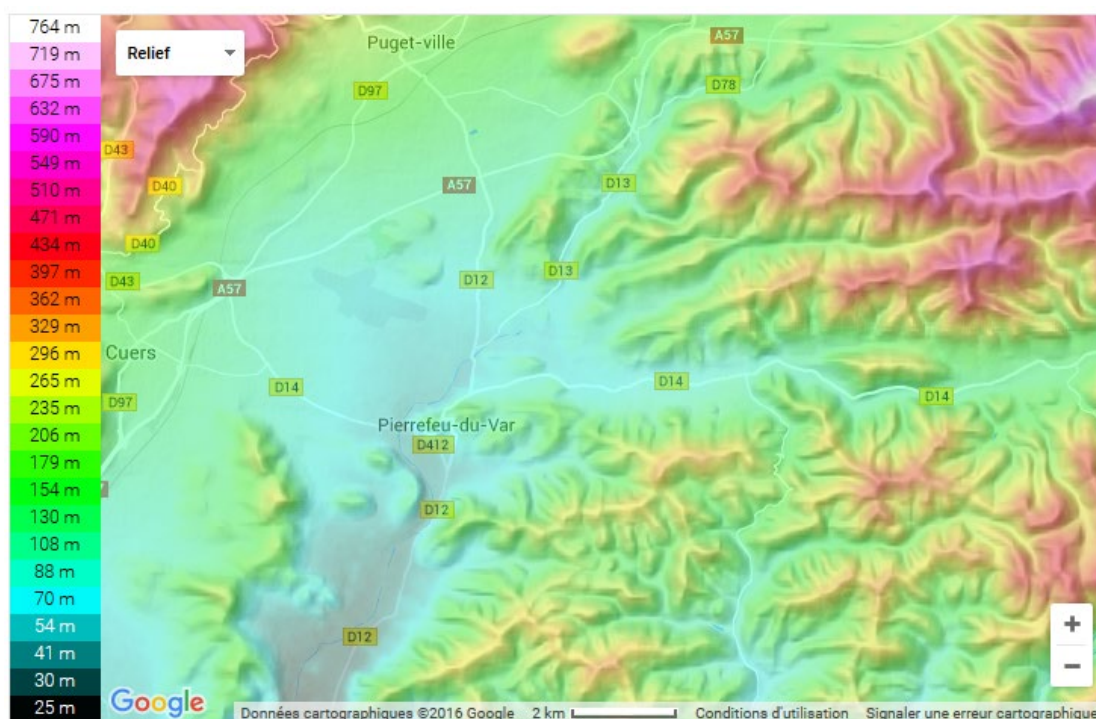 764 m
719 m
675 m
632 m
590 m
549 m
510 m
471 m
434 m
397 m
362 m
329 m
296 m
265 m
235 m
206 m
179 m
154 m
130 m
108 m
88 m
70 m
54 m
41 m
30 m
25 m
Relief
Puget-ville
A57
D97
D78
D43
D40
A57
D13
D40
D43
A57
D12
D13
Cuers
D14
D14
D14
D97
Pierrefeu-du-Var
D412
D12
D12
+
−
Google
Données cartographiques ©2016 Google 2 km Conditions d'utilisation Signaler une erreur cartographique